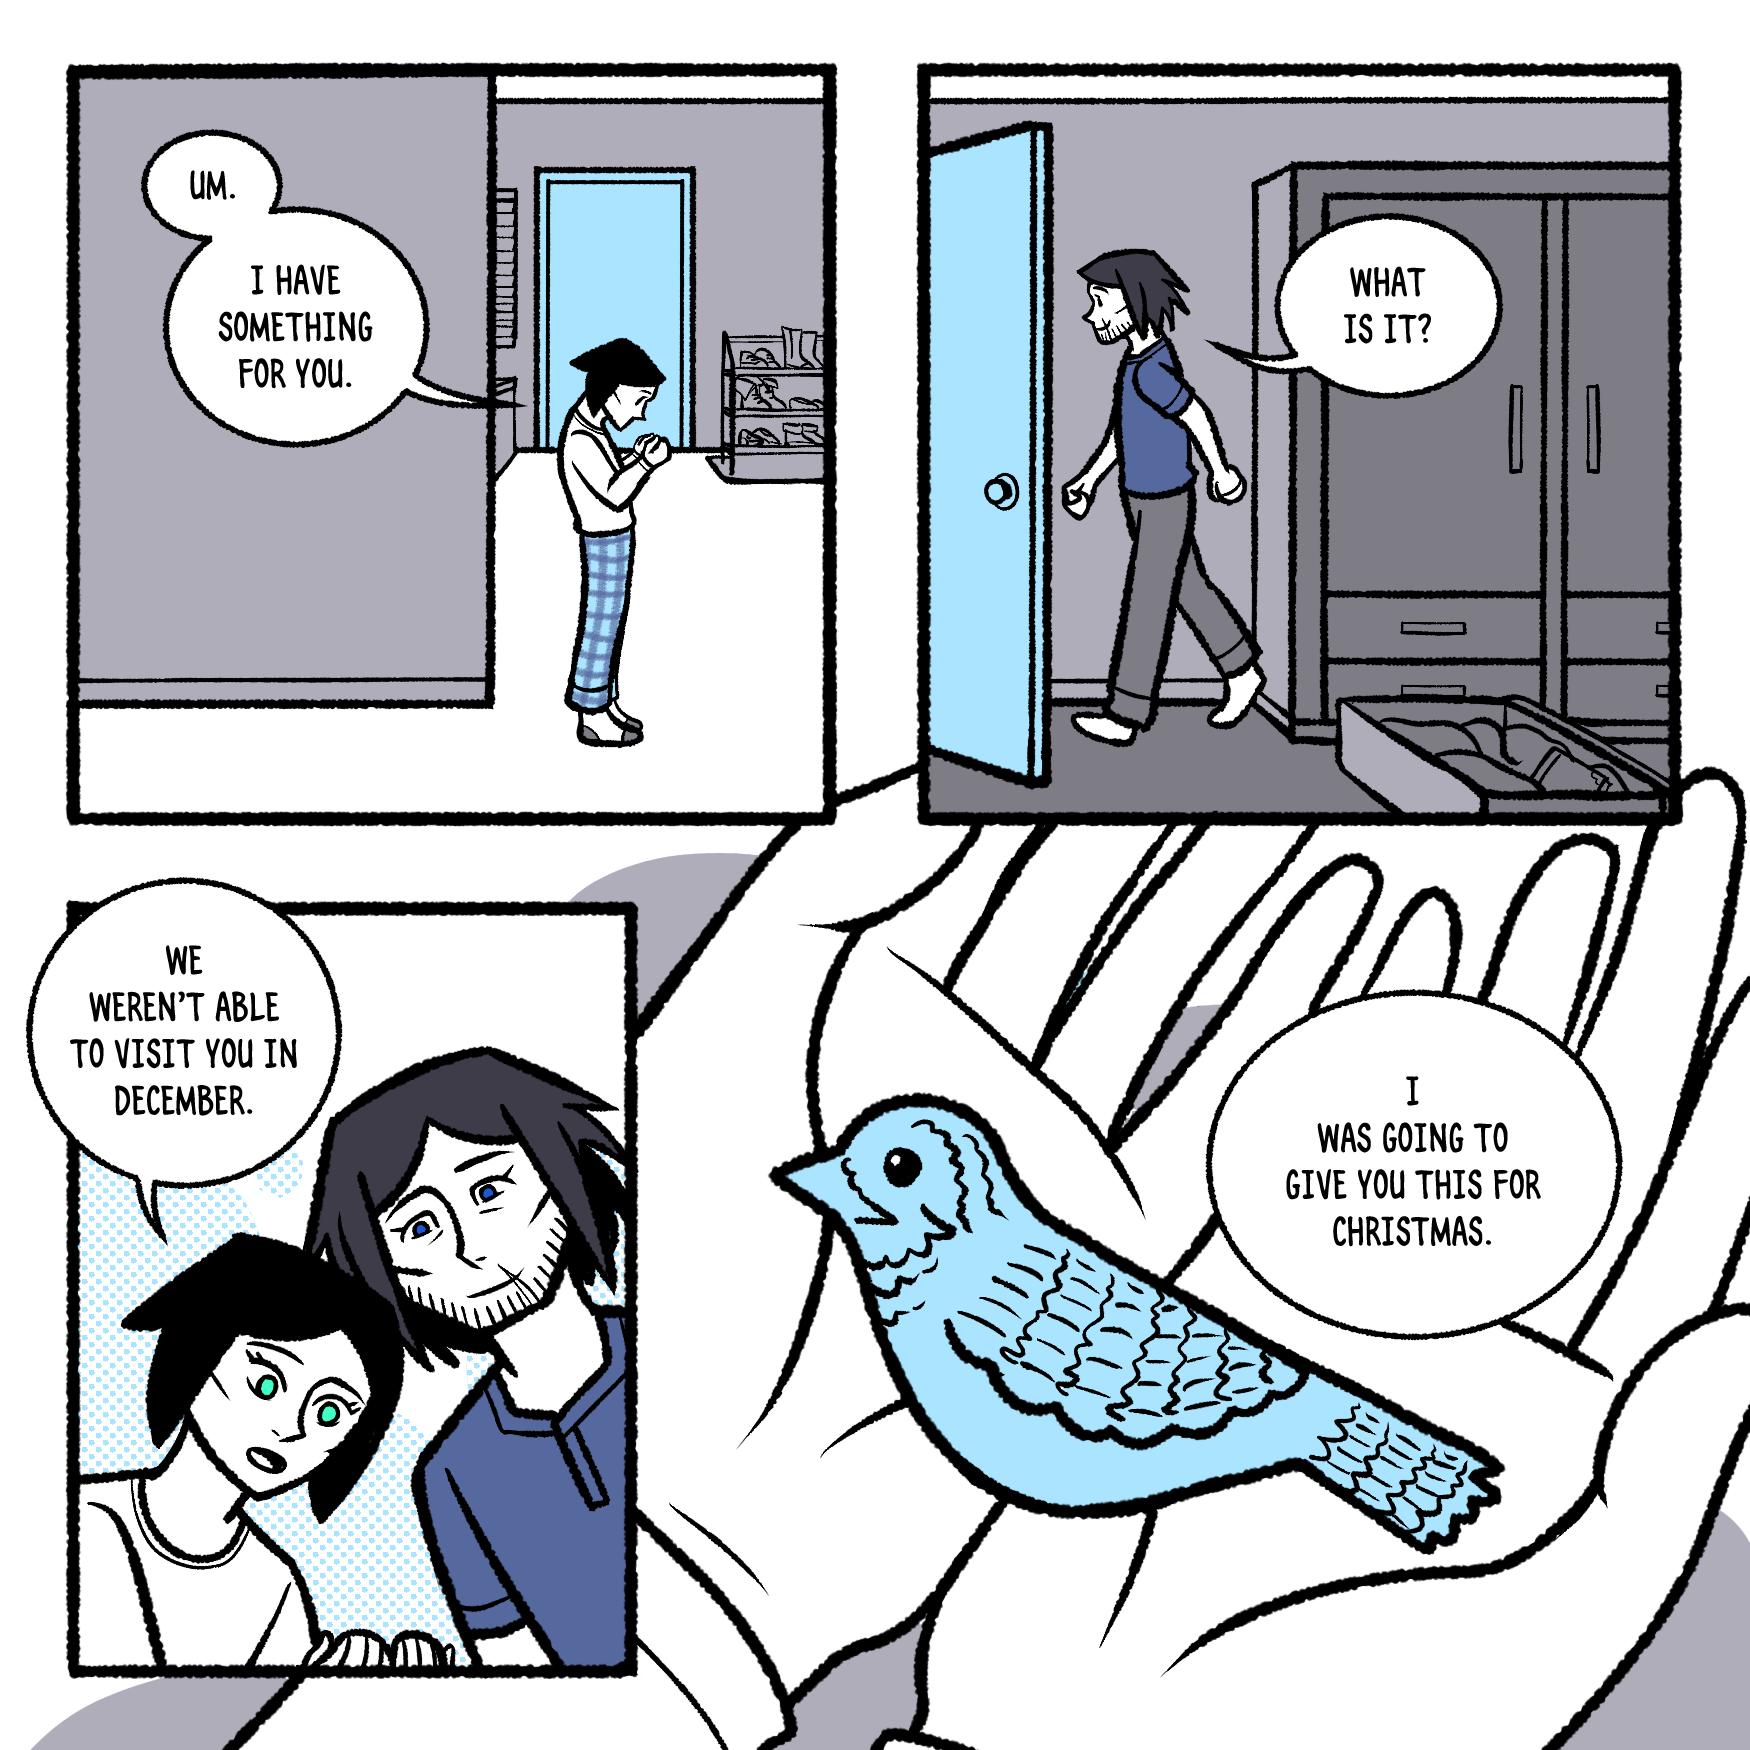 UM.
I HAVE
SOMETHING
FOR YOU.
WHAT
IS IT?
WE
WEREN'T ABLE
TO VISIT YOU IN
DECEMBER.
I
WAS GOING TO
GIVE YOU THIS FOR
CHRISTMAS.